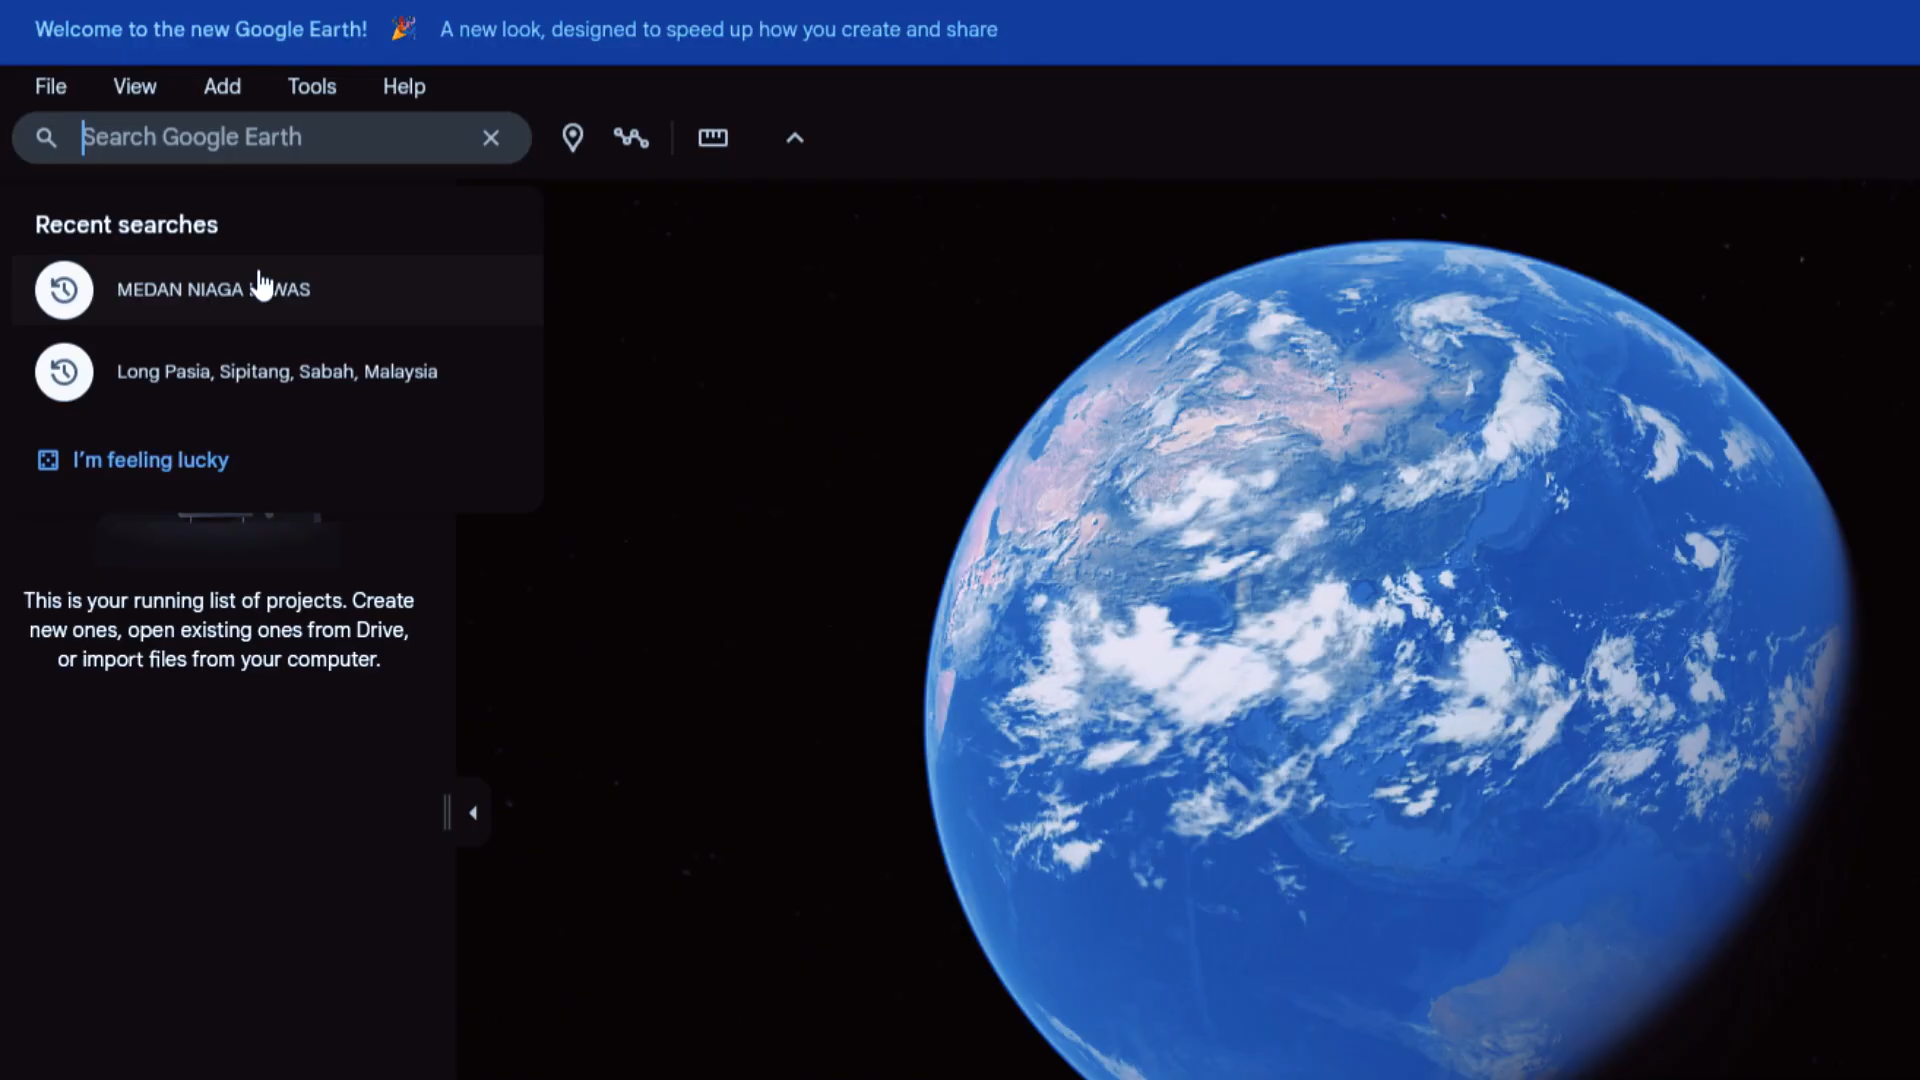 Welcome to the new Google Earth! 🎉 A new look, designed to speed up how you create and share
File View Add Tools Help
Search Google Earth
Recent searches
MEDAN NIAGA
Long Pasia, Sipitang, Sabah, Malaysia
I'm feeling lucky
This is your running list of projects. Create
new ones, open existing ones from Drive,
or import files from your computer.